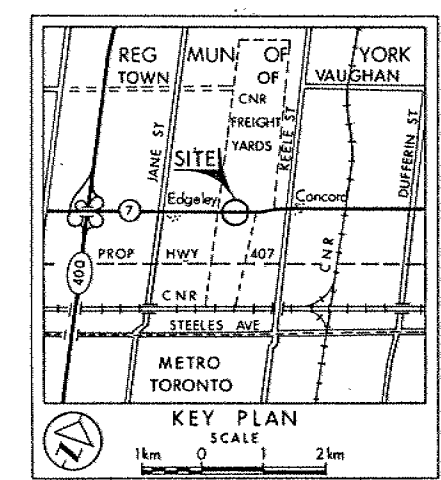 REG MUN OF YORK
TOWN OF VAUGHAN
CNR
FREIGHT
YARDS
JANE ST
KEELE ST
DUFFERIN ST
SITE
Edgeley
Concord
7
PROP HWY 407
CNR
400
CNR
STEELES AVE
METRO
TORONTO
KEY PLAN
SCALE
1km 0 1 2km
Z